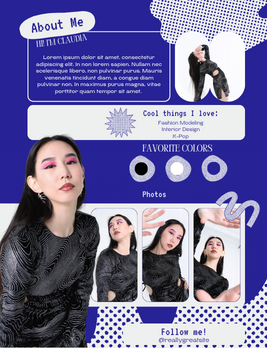 About Me
HI! I'M CLAUDIA
Lorem ipsum dolor sit amet, consectetur
adipiscing elit. In non lorem sapien. Nullam nec
scelerisque libero, non pulvinar purus. Mauris
venenatis tincidunt diam, a congue diam
pulvinar non. In maximus purus magna, vitae
porttitor quam tempor sit amet.
Cool things I love:
Fashion Modeling
Interior Design
K-Pop
FAVORITE COLORS
Photos
Follow me!
@reallygreatsite